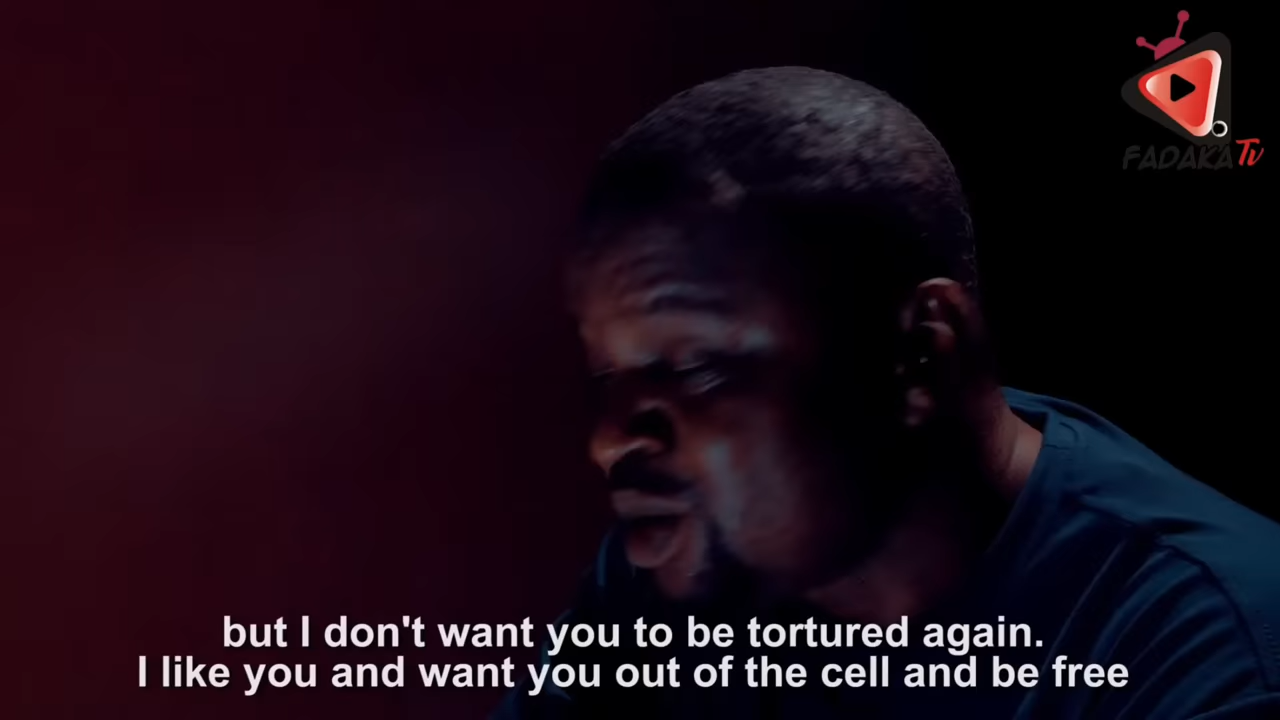 FADAKA Tv
but I don't want you to be tortured again.
I like you and want you out of the cell and be free